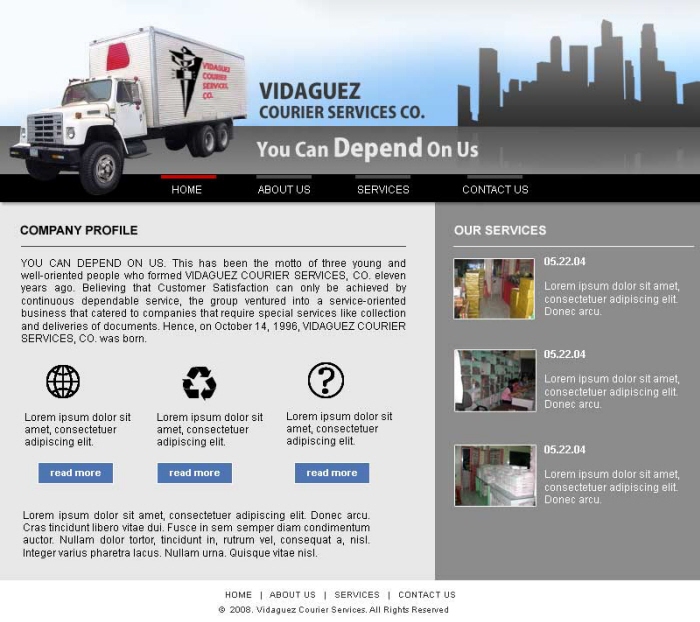 VIDAGUEZ
COURIER
SERVICES,
CO.
VIDAGUEZ
COURIER SERVICES CO.
You Can Depend On Us
HOME ABOUT US SERVICES CONTACT US
COMPANY PROFILE
YOU CAN DEPEND ON US. This has been the motto of three young and
well-oriented people who formed VIDAGUEZ COURIER SERVICES, CO. eleven
years ago. Believing that Customer Satisfaction can only be achieved by
continuous dependable service, the group ventured into a service-oriented
business that catered to companies that require special services like collection
and deliveries of documents. Hence, on October 14, 1996, VIDAGUEZ COURIER
SERVICES, CO. was born.
Lorem ipsum dolor sit
amet, consectetuer
adipiscing elit.
read more
Lorem ipsum dolor sit
amet, consectetuer
adipiscing elit.
read more
Lorem ipsum dolor sit
amet, consectetuer
adipiscing elit.
read more
Lorem ipsum dolor sit amet, consectetuer adipiscing elit. Donec arcu.
Cras tincidunt libero vitae dui. Fusce in sem semper diam condimentum
auctor. Nullam dolor tortor, tincidunt in, rutrum vel, consequat a, nisl.
Integer varius pharetra lacus. Nullam urna. Quisque vitae nisl.
OUR SERVICES
05.22.04
Lorem ipsum dolor sit amet,
consectetuer adipiscing elit.
Donec arcu.
05.22.04
Lorem ipsum dolor sit amet,
consectetuer adipiscing elit.
Donec arcu.
05.22.04
Lorem ipsum dolor sit amet,
consectetuer adipiscing elit.
Donec arcu.
HOME | ABOUT US | SERVICES | CONTACT US
© 2008. Vidaguez Courier Services. All Rights Reserved